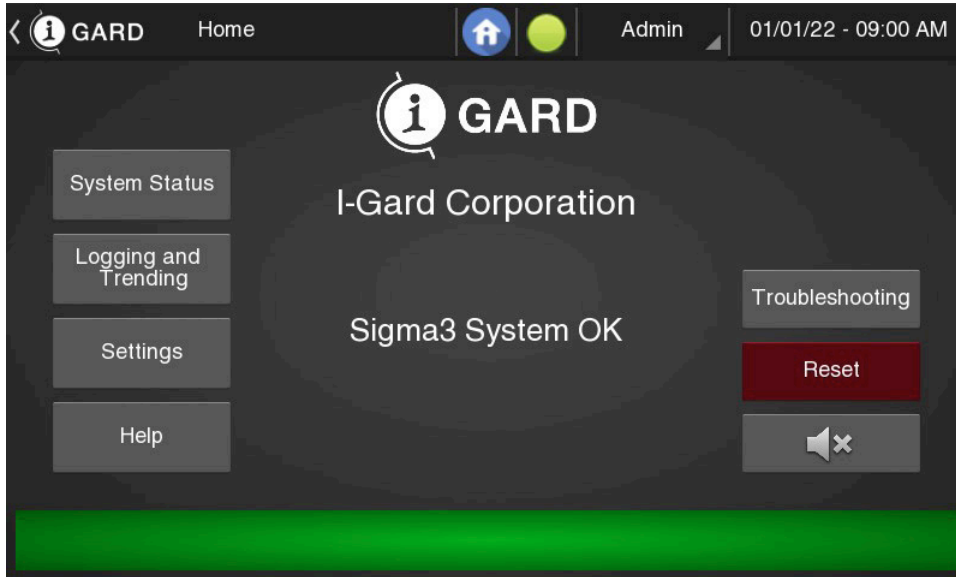 i GARD
Home
Admin
01/01/22 - 09:00 AM
i GARD
I-Gard Corporation
Sigma3 System OK
System Status
Logging and
Trending
Settings
Help
Troubleshooting
Reset